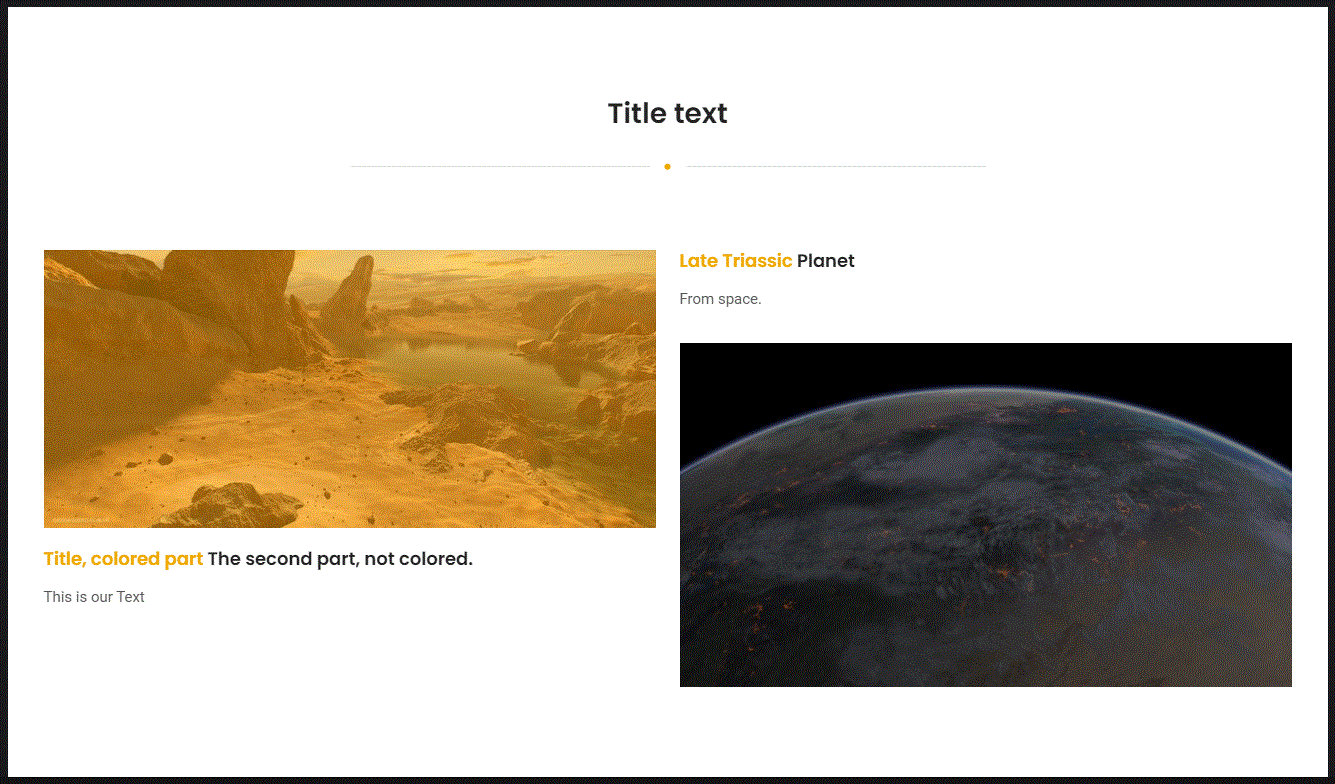 Title text
Title, colored part The second part, not colored.
This is our Text
Late Triassic Planet
From space.